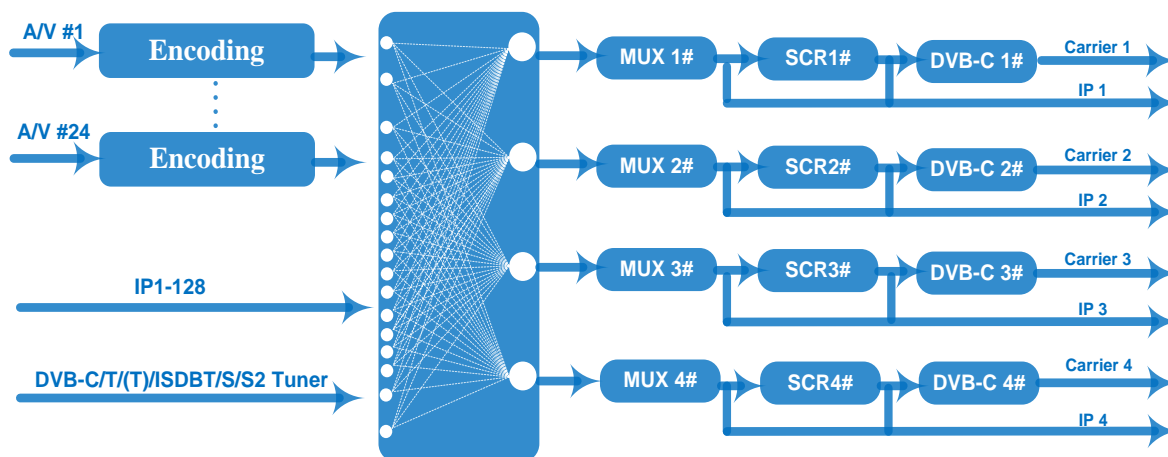 A/V #1
Encoding
A/V #24
Encoding
IP1-128
DVB-C/T/(T)/ISDBT/S/S2 Tuner
MUX 1#
SCR1#
DVB-C 1#
Carrier 1
IP 1
MUX 2#
SCR2#
DVB-C 2#
Carrier 2
IP 2
MUX 3#
SCR3#
DVB-C 3#
Carrier 3
IP 3
MUX 4#
SCR4#
DVB-C 4#
Carrier 4
IP 4